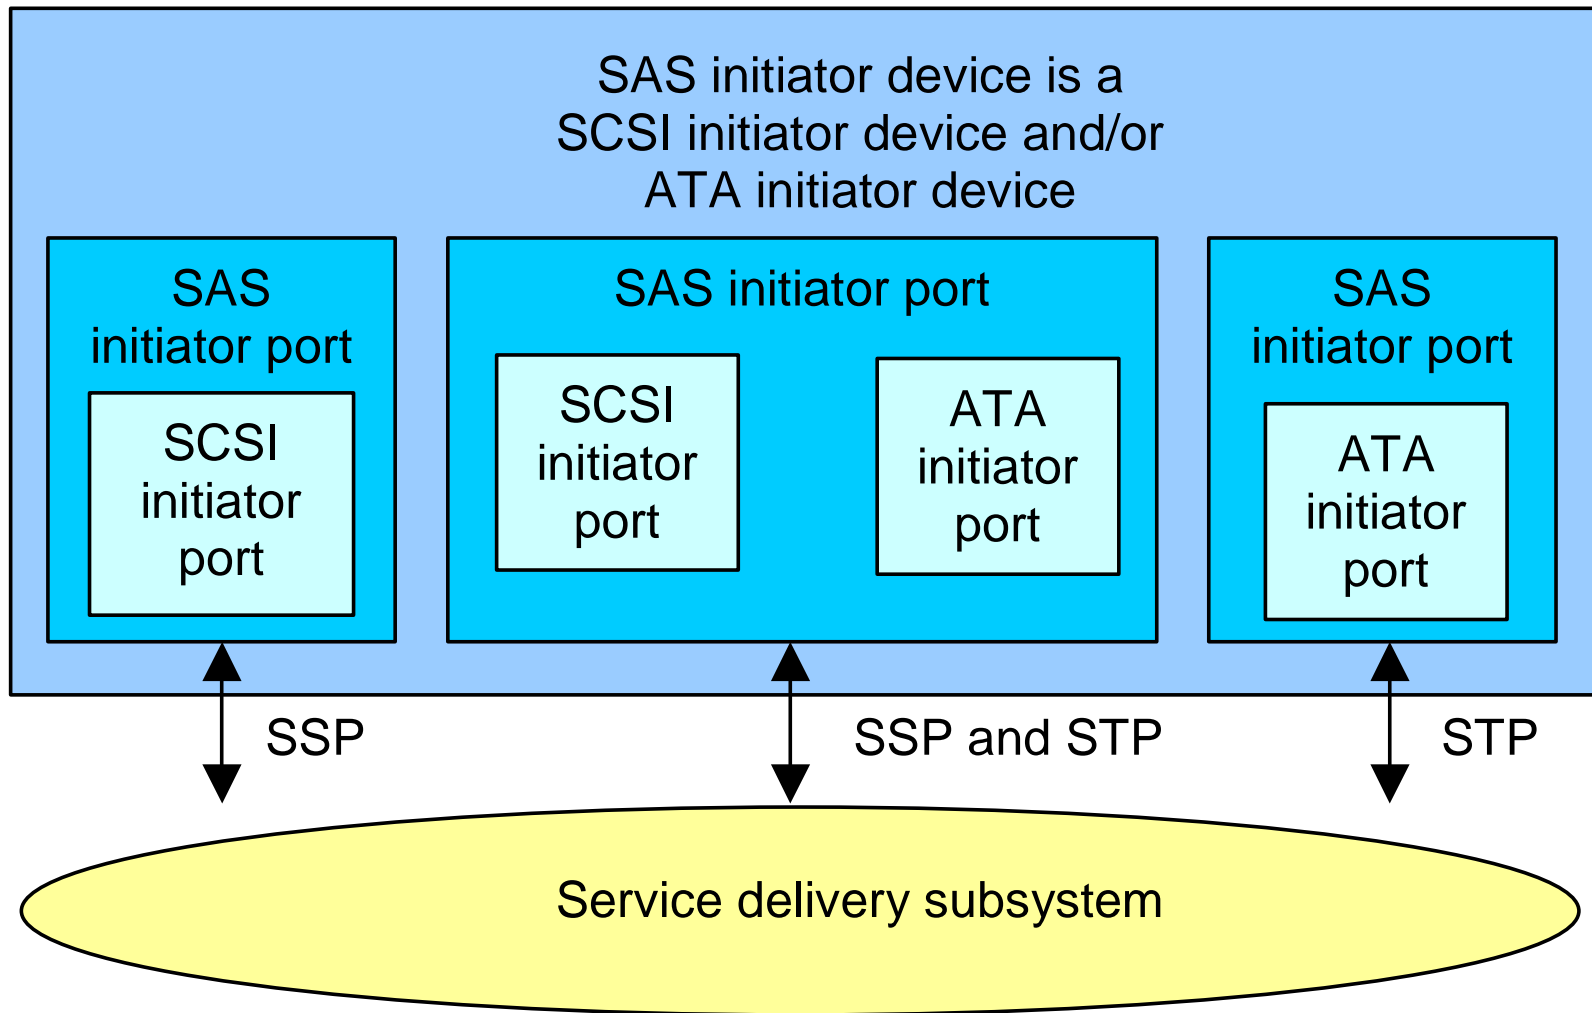 SAS initiator device is a
SCSI initiator device and/or
ATA initiator device
SAS
initiator port
SCSI
initiator
port
SAS initiator port
SCSI
initiator
port
ATA
initiator
port
SAS
initiator port
ATA
initiator
port
SSP
SSP and STP
STP
Service delivery subsystem